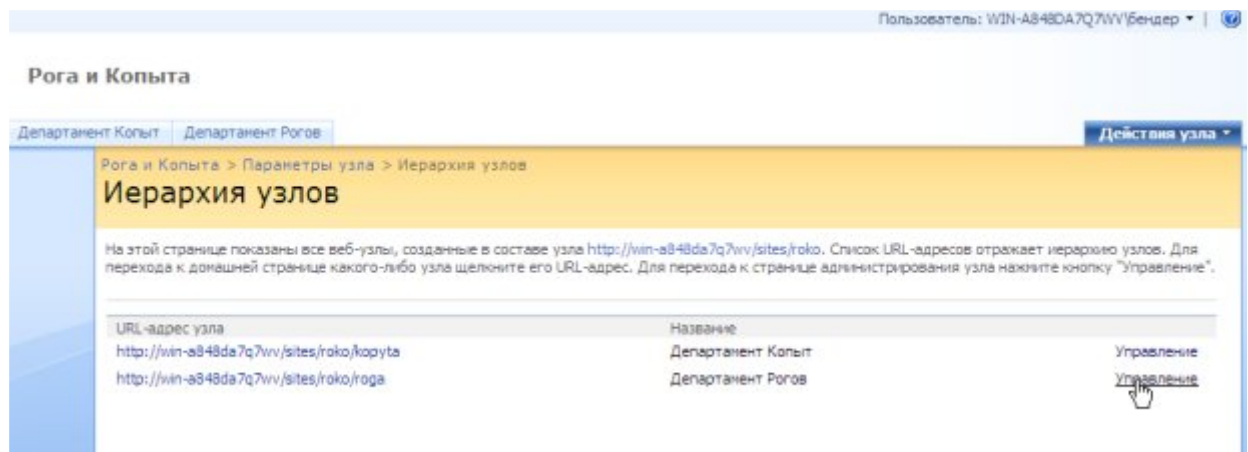 Пользователь: WIN-A848DA7Q7WV\бендер
Рога и Копыта
Департамент Копыт Департамент Рогов Действия узла
Рога и Копыта > Параметры узла > Иерархия узлов
Иерархия узлов
На этой странице показаны все веб-узлы, созданные в составе узла http://win-a848da7q7wv/sites/roko. Список URL-адресов отражает иерархию узлов. Для
перехода к домашней странице какого-либо узла щелкните его URL-адрес. Для перехода к странице администрирования узла нажмите кнопку "Управление".
URL-адрес узла Название
http://win-a848da7q7wv/sites/roko/kopyta Департамент Копыт Управление
http://win-a848da7q7wv/sites/roko/roga Департамент Рогов Управление